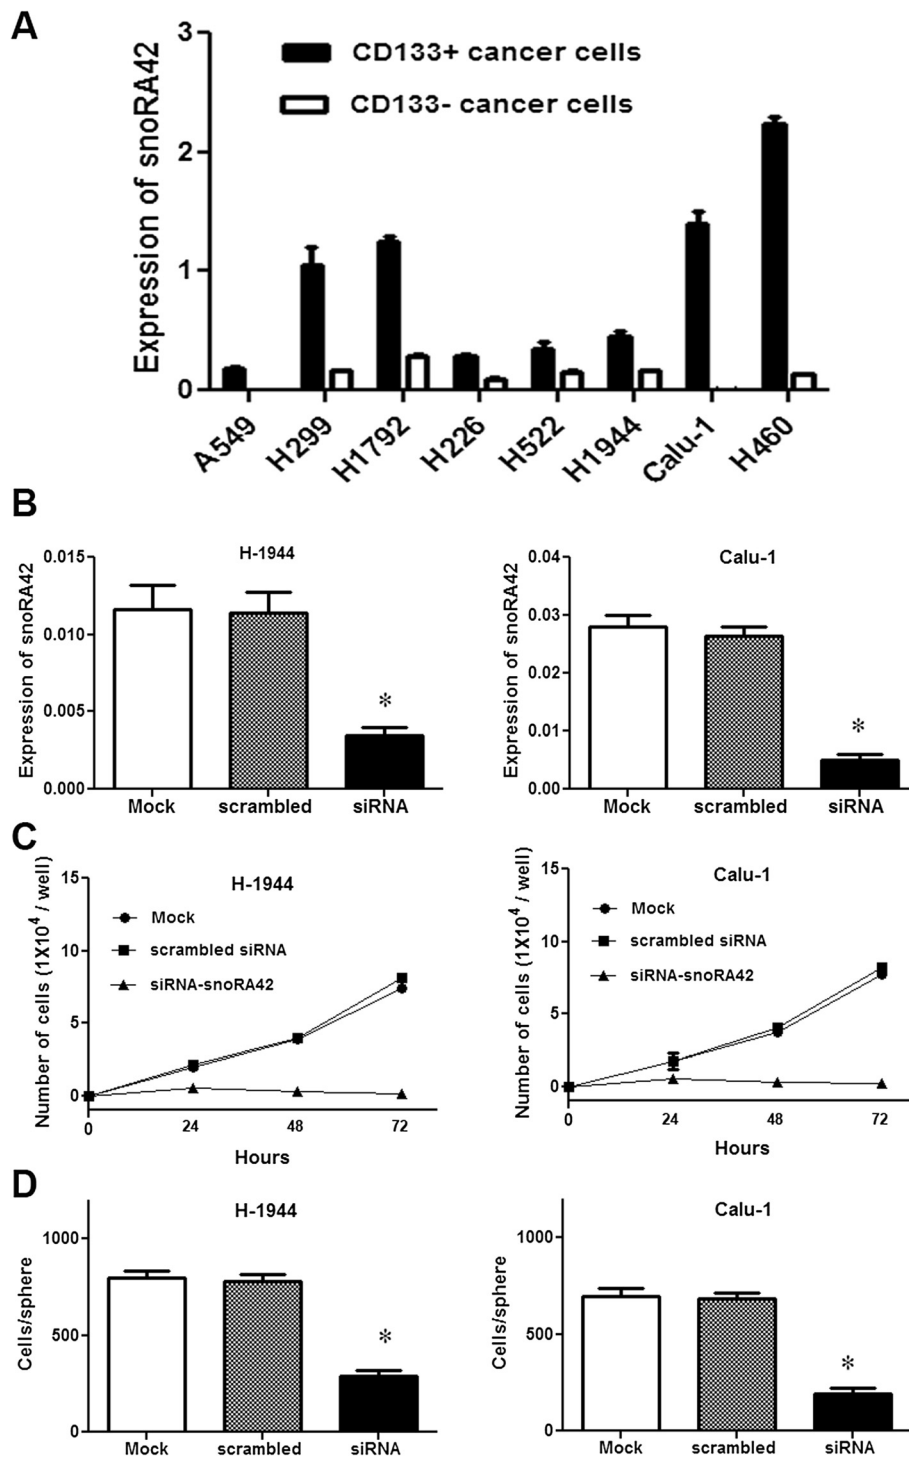 A
Expression of snoRA42
3
2
1
0
CD133+ cancer cells
CD133- cancer cells
A549
H299
H1792
H226
H522
H1944
Calu-1
H460
B
H-1944
Expression of snoRA42
0.015
0.010
0.005
0.000
*
Mock
scrambled
siRNA
Calu-1
Expression of snoRA42
0.04
0.03
0.02
0.01
0.00
*
Mock
scrambled
siRNA
C
H-1944
Number of cells (1X10^4 / well)
15
10
5
0
Mock
scrambled siRNA
siRNA-snoRA42
0
24
48
72
Hours
Calu-1
Number of cells (1X10^4 / well)
15
10
5
0
Mock
scrambled siRNA
siRNA-snoRA42
0
24
48
72
Hours
D
H-1944
Cells/sphere
1000
500
0
*
Mock
scrambled
siRNA
Calu-1
Cells/sphere
1000
500
0
*
Mock
scrambled
siRNA